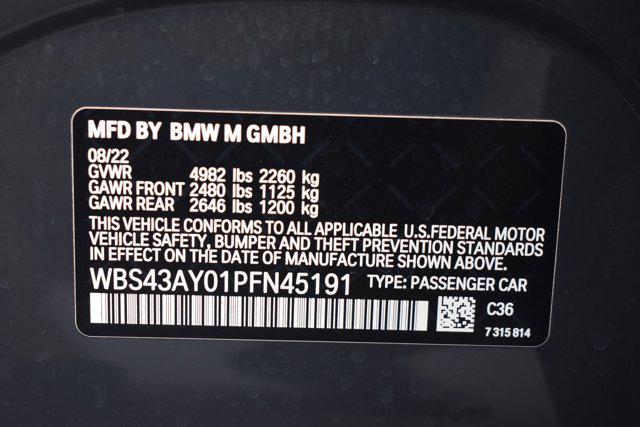 MFD BY BMW M GMBH
08/22
GVWR 4982 lbs 2260 kg
GAWR FRONT 2480 lbs 1125 kg
GAWR REAR 2646 lbs 1200 kg
THIS VEHICLE CONFORMS TO ALL APPLICABLE U.S.FEDERAL MOTOR
VEHICLE SAFETY, BUMPER AND THEFT PREVENTION STANDARDS
IN EFFECT ON THE DATE OF MANUFACTURE SHOWN ABOVE.
WBS43AY01PFN45191 TYPE: PASSENGER CAR
C36
7 315 814